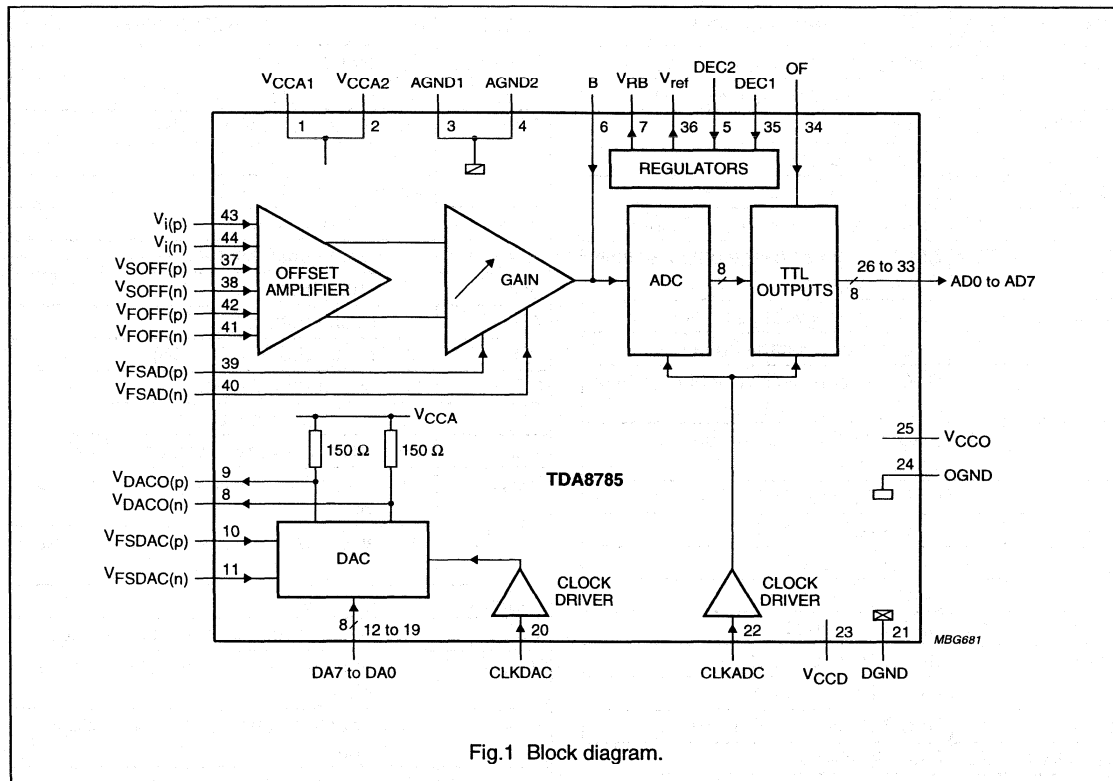 VCCA1 VCCA2 AGND1 AGND2 B VRB Vref DEC2 DEC1 OF
1 2 3 4 6 7 36 5 35 34
REGULATORS
Vi(p) 43
Vi(n) 44
VSOFF(p) 37
VSOFF(n) 38
VFOFF(p) 42
VFOFF(n) 41
VFSAD(p) 39
VFSAD(n) 40
OFFSET
AMPLIFIER
GAIN
ADC
8
TTL
OUTPUTS
26 to 33
8
AD0 to AD7
VCCA
150 Ω 150 Ω
VDACO(p) 9
VDACO(n) 8
VFSDAC(p) 10
VFSDAC(n) 11
DAC
TDA8785
25 VCCO
24 OGND
CLOCK
DRIVER
CLOCK
DRIVER
8 12 to 19 20 22 23 21
MBG681
DA7 to DA0 CLKDAC CLKADC VCCD DGND
Fig.1 Block diagram.